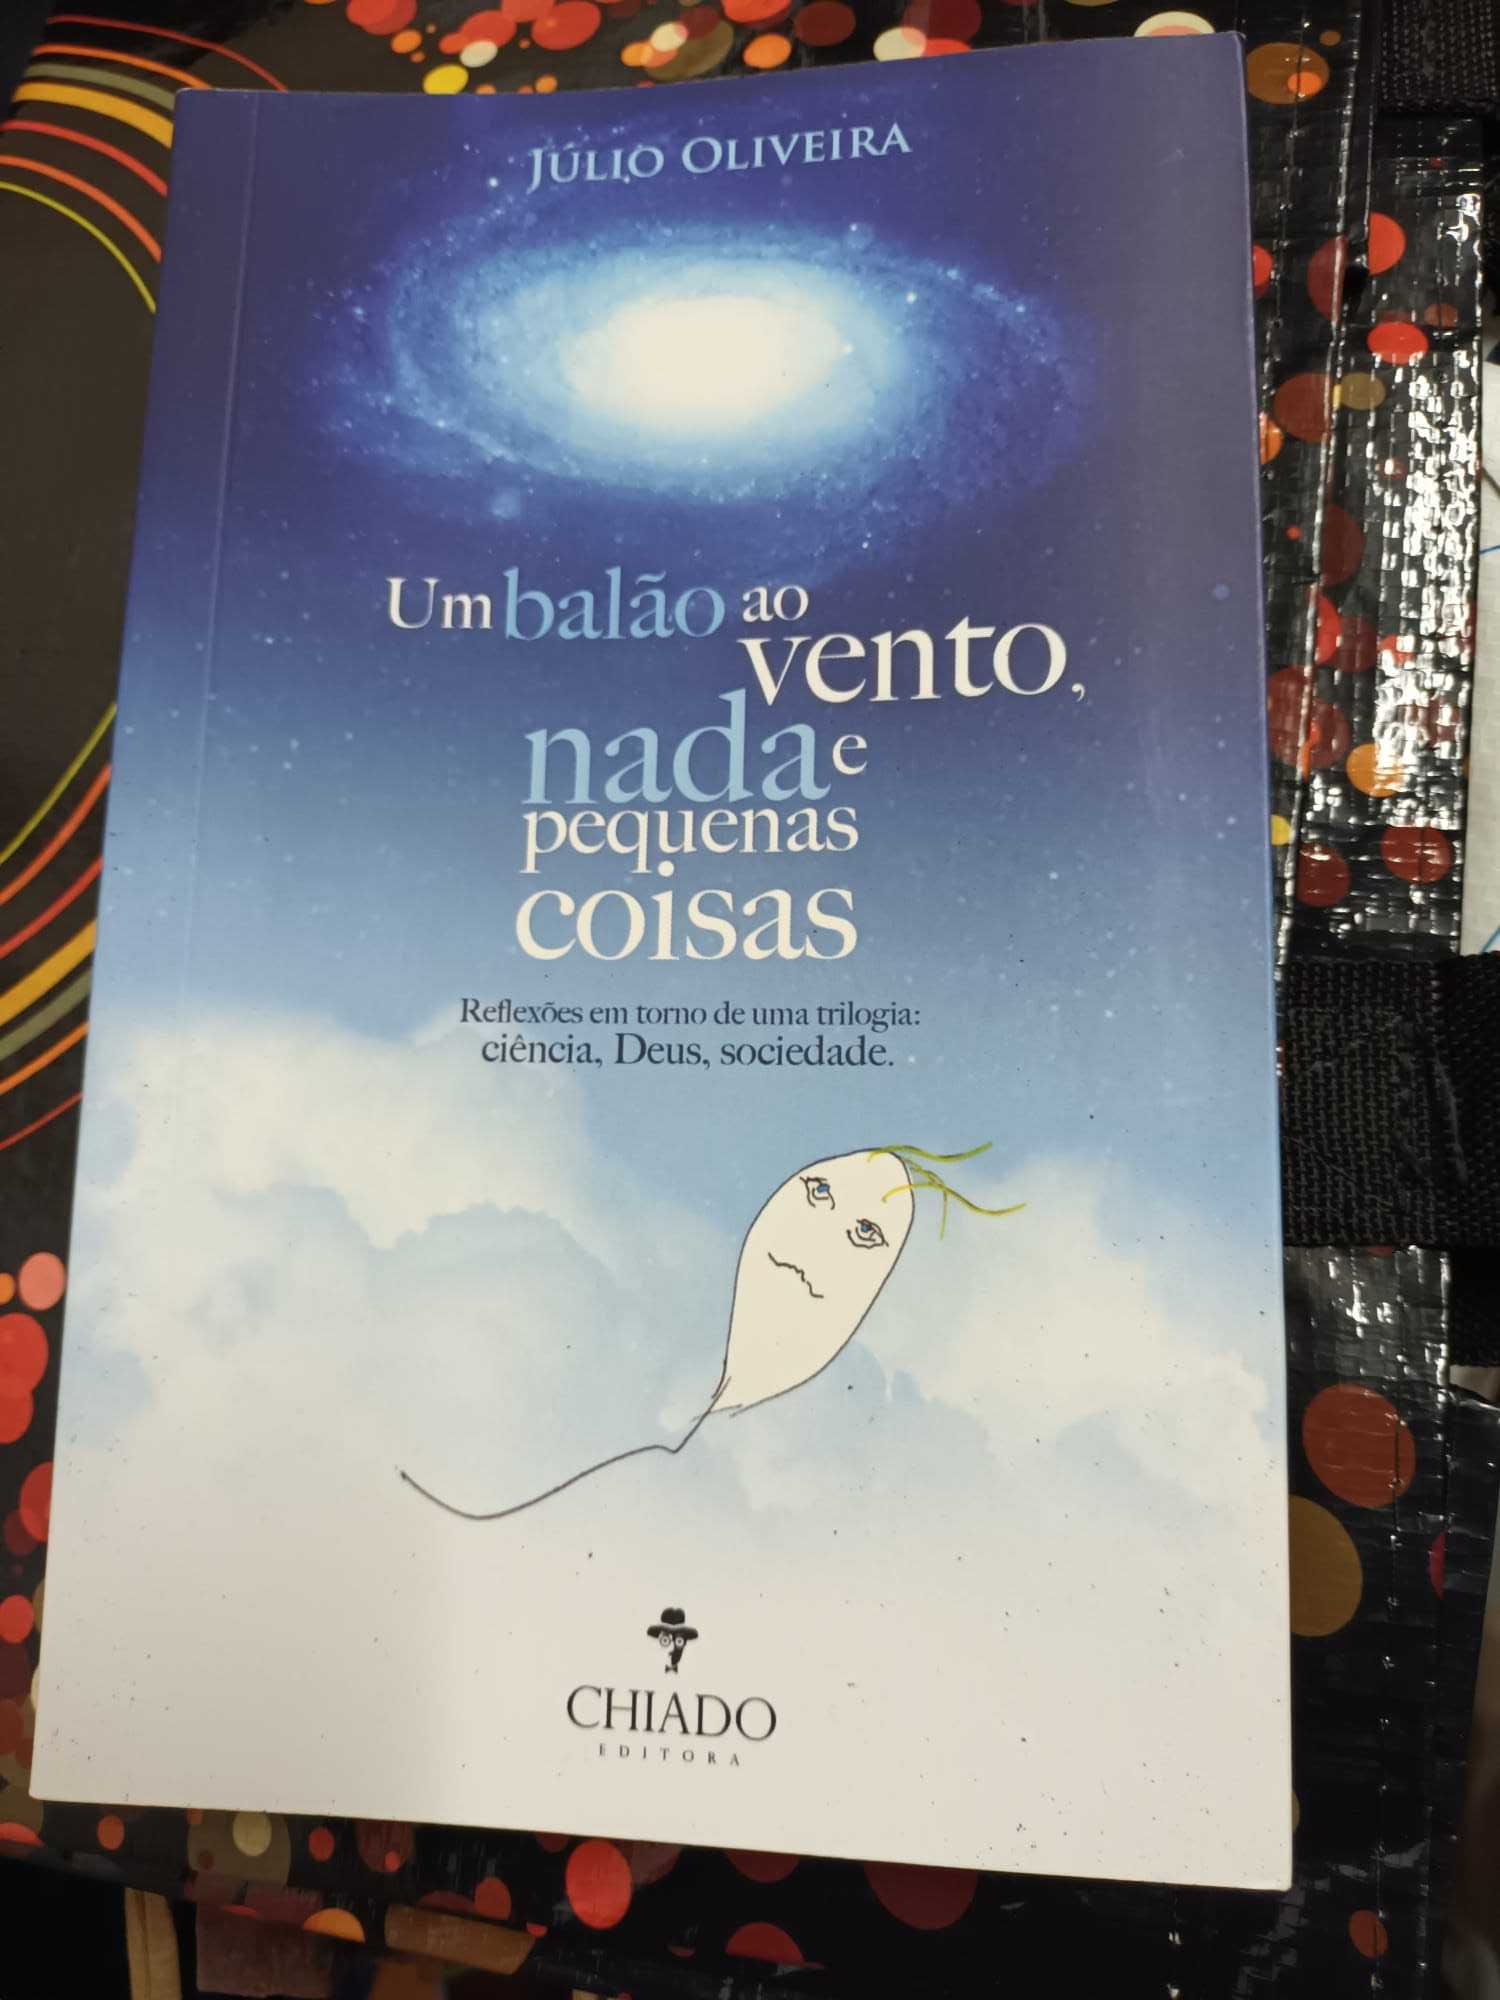 JÚLIO OLIVEIRA
Um balão ao
vento,
nada e
pequenas
coisas
Reflexões em torno de uma trilogia:
ciência, Deus, sociedade.
CHIADO
EDITORA